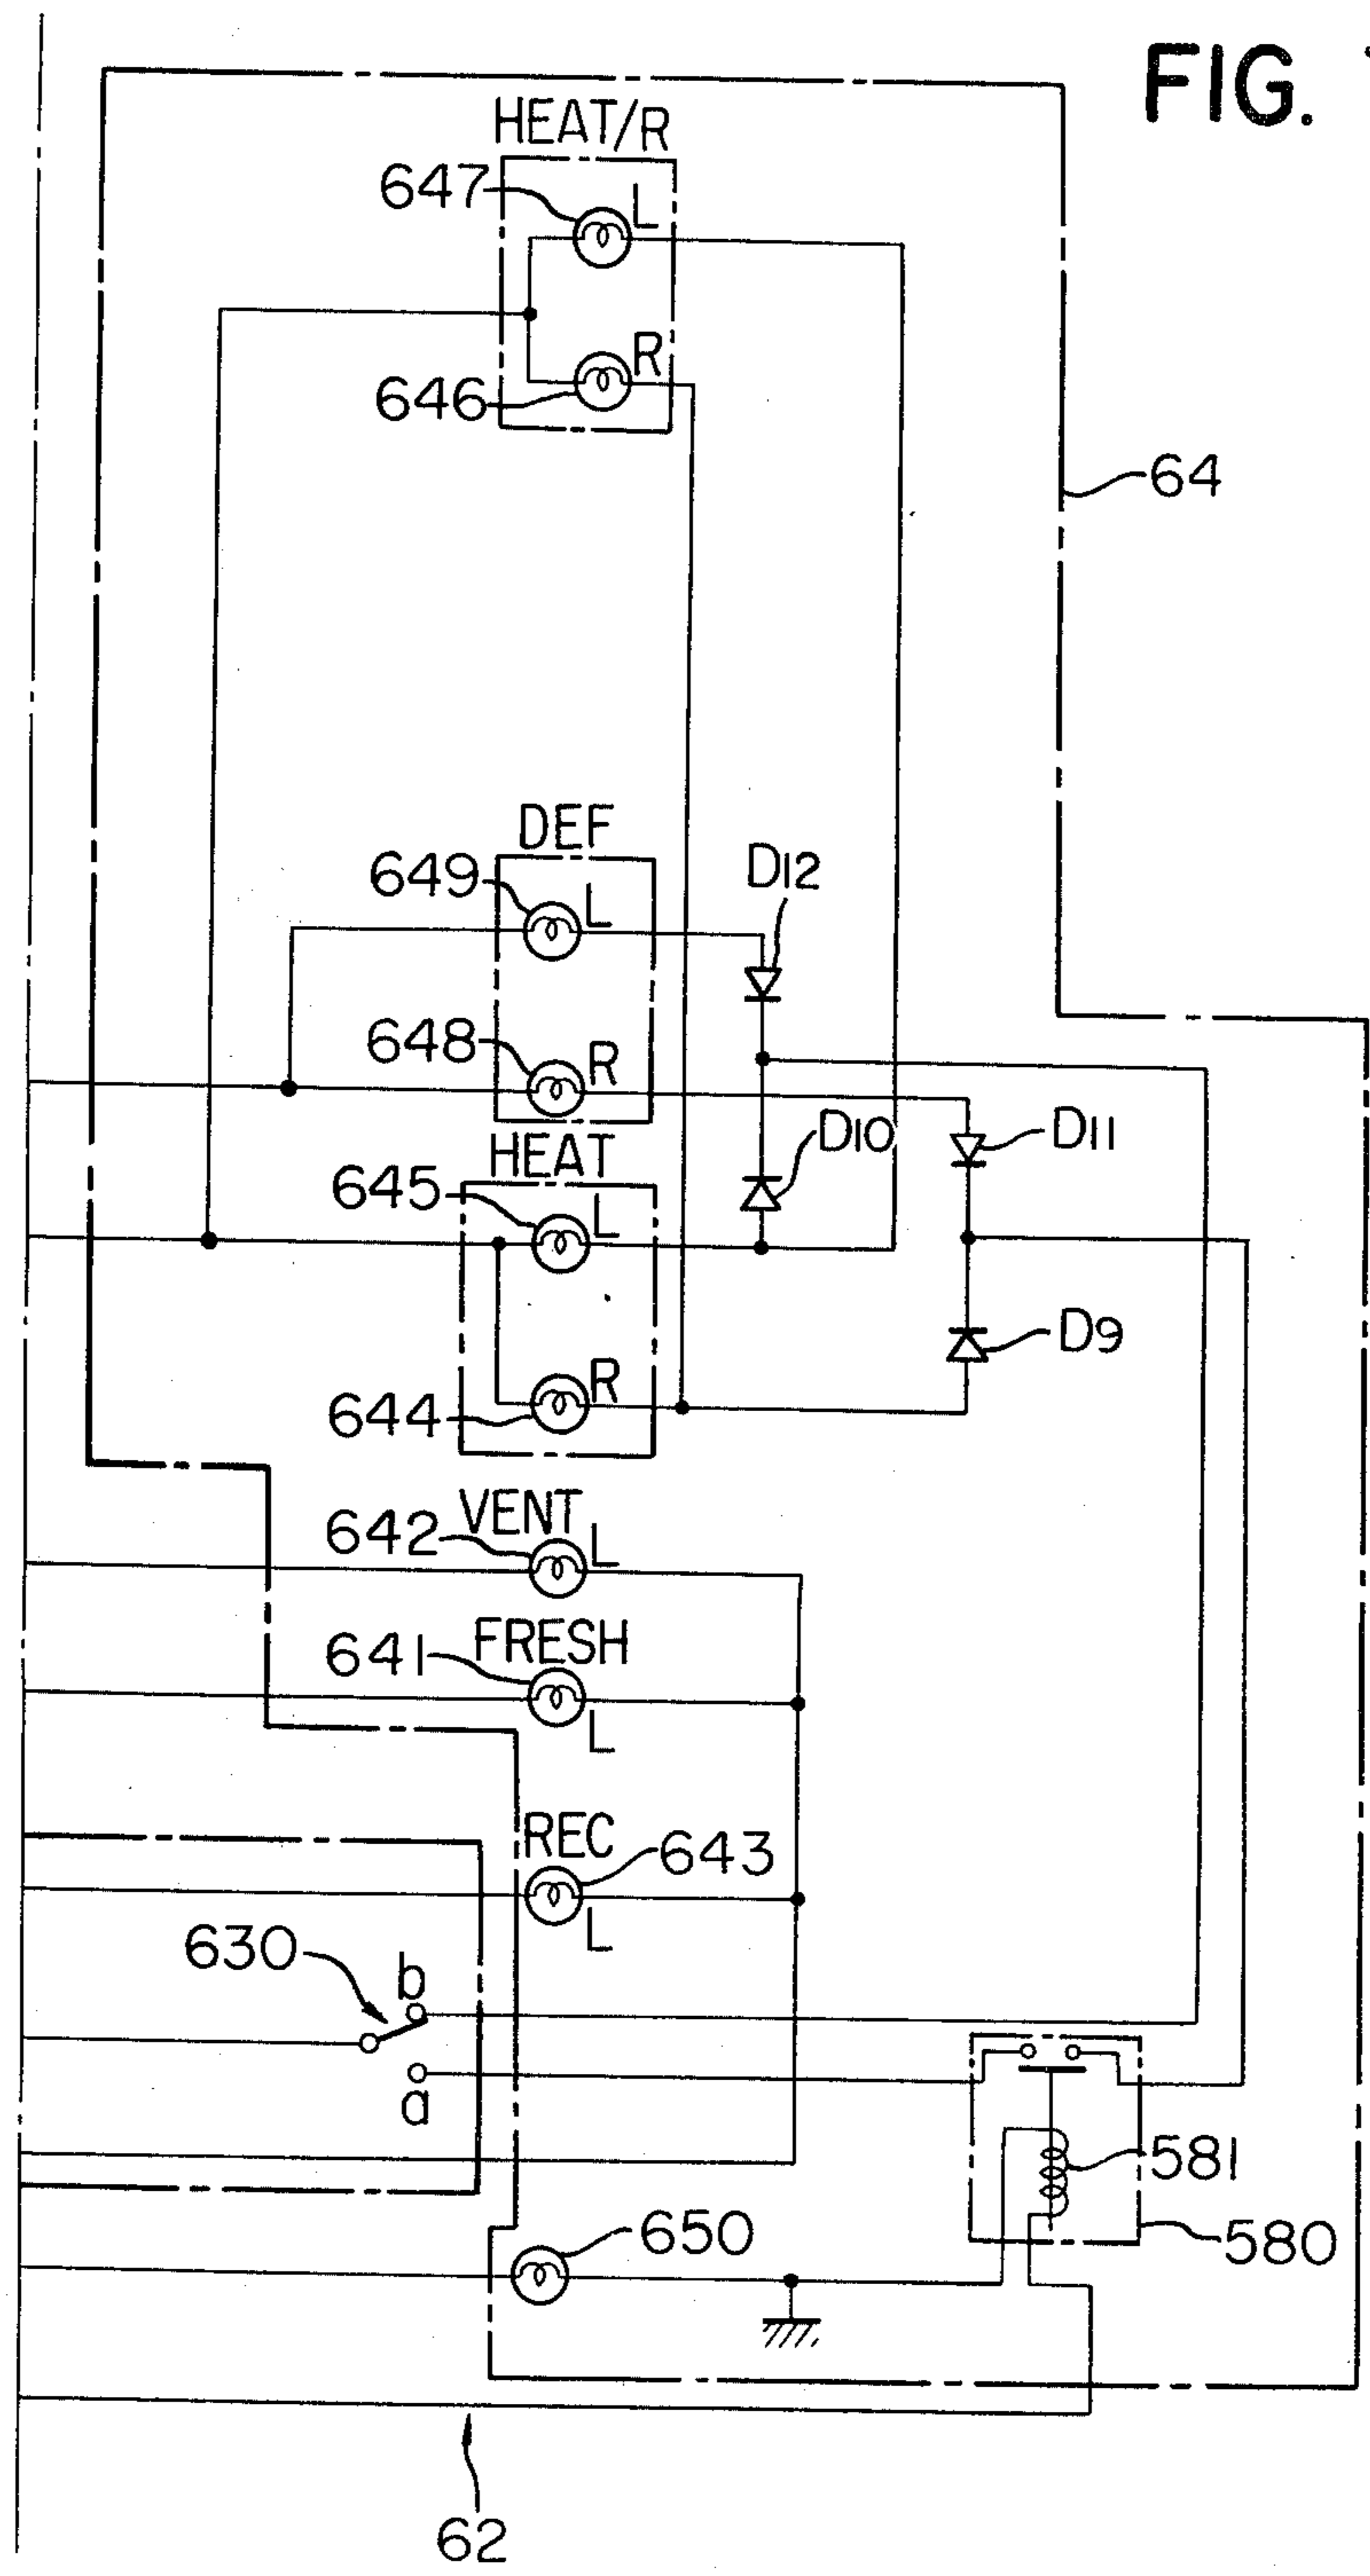 FIG.
HEAT/R
647
L
R
646
64
DEF
649
L
D12
648
R
D10
D11
HEAT
645
L
D9
R
644
VENT
642
L
FRESH
641
L
REC
643
L
630
b
a
581
650
580
62